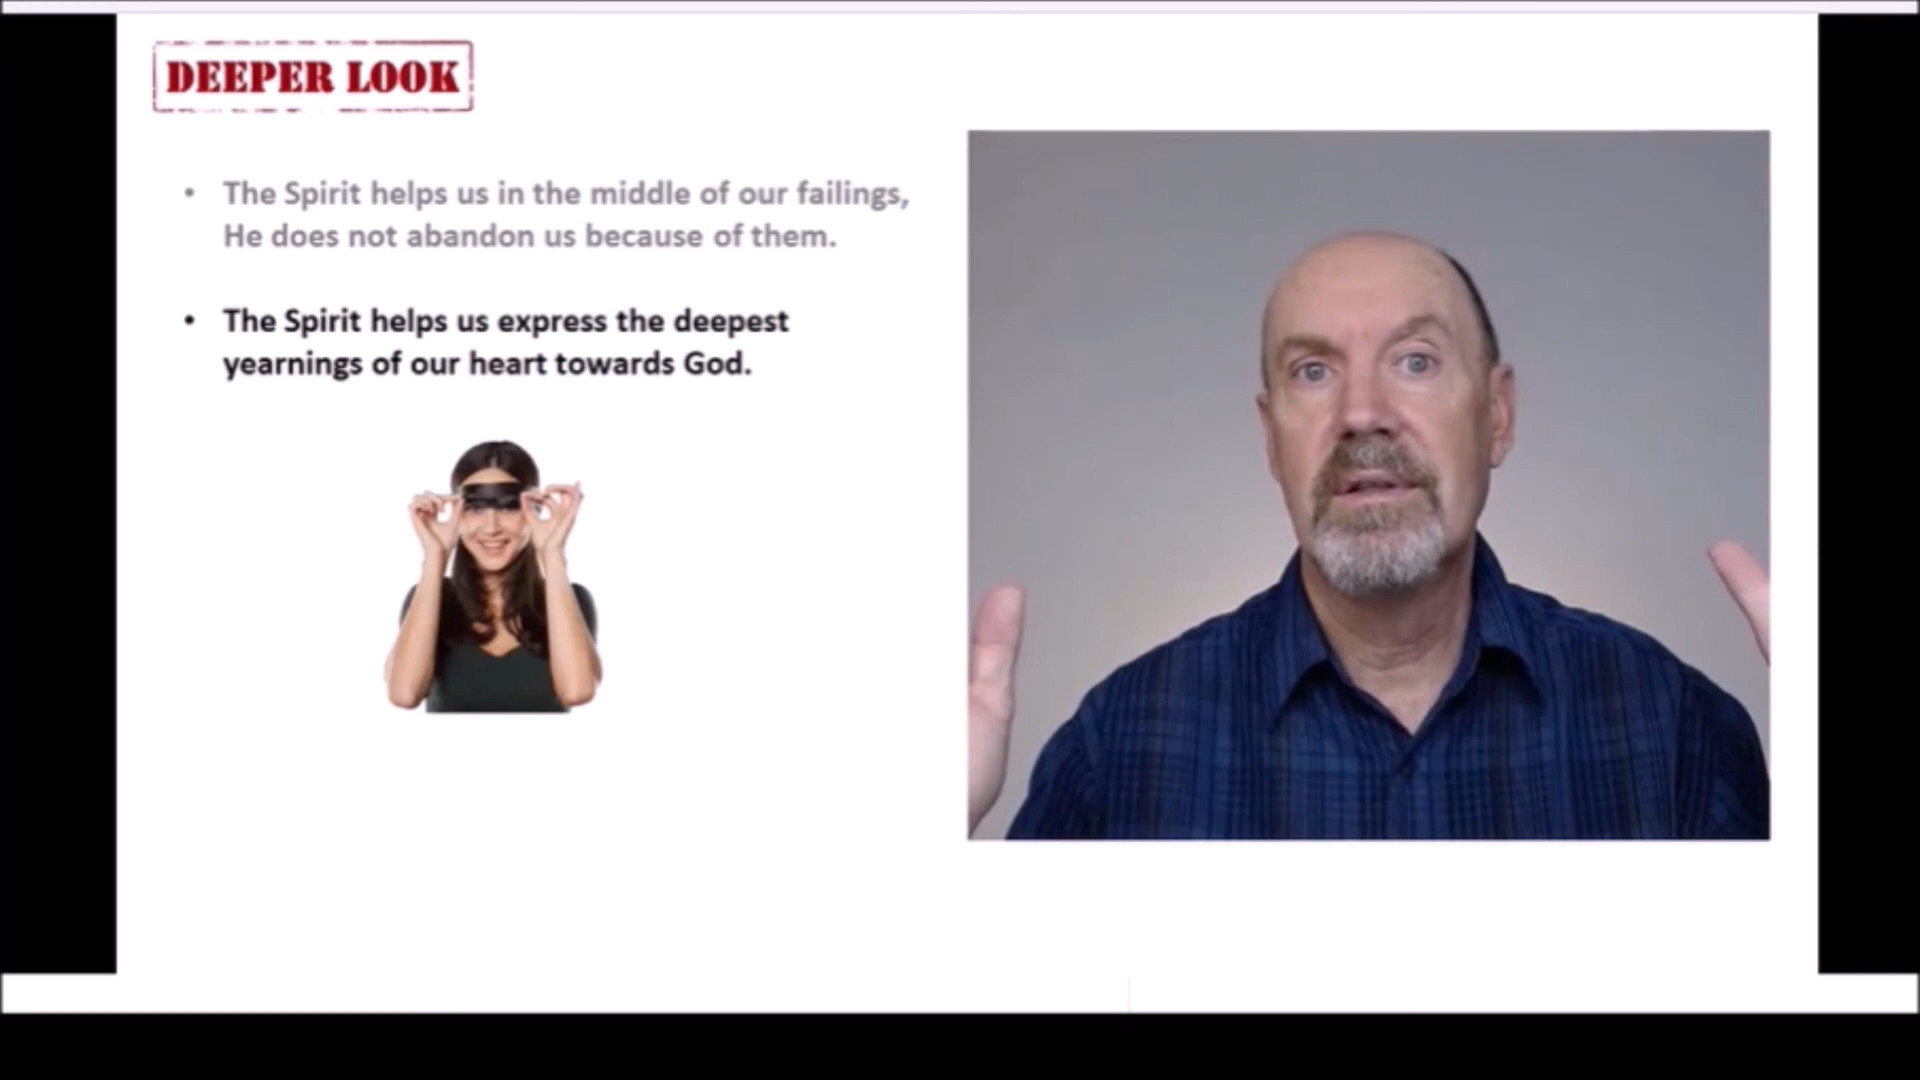 DEEPER LOOK
• The Spirit helps us in the middle of our failings,
He does not abandon us because of them.
• The Spirit helps us express the deepest
yearnings of our heart towards God.